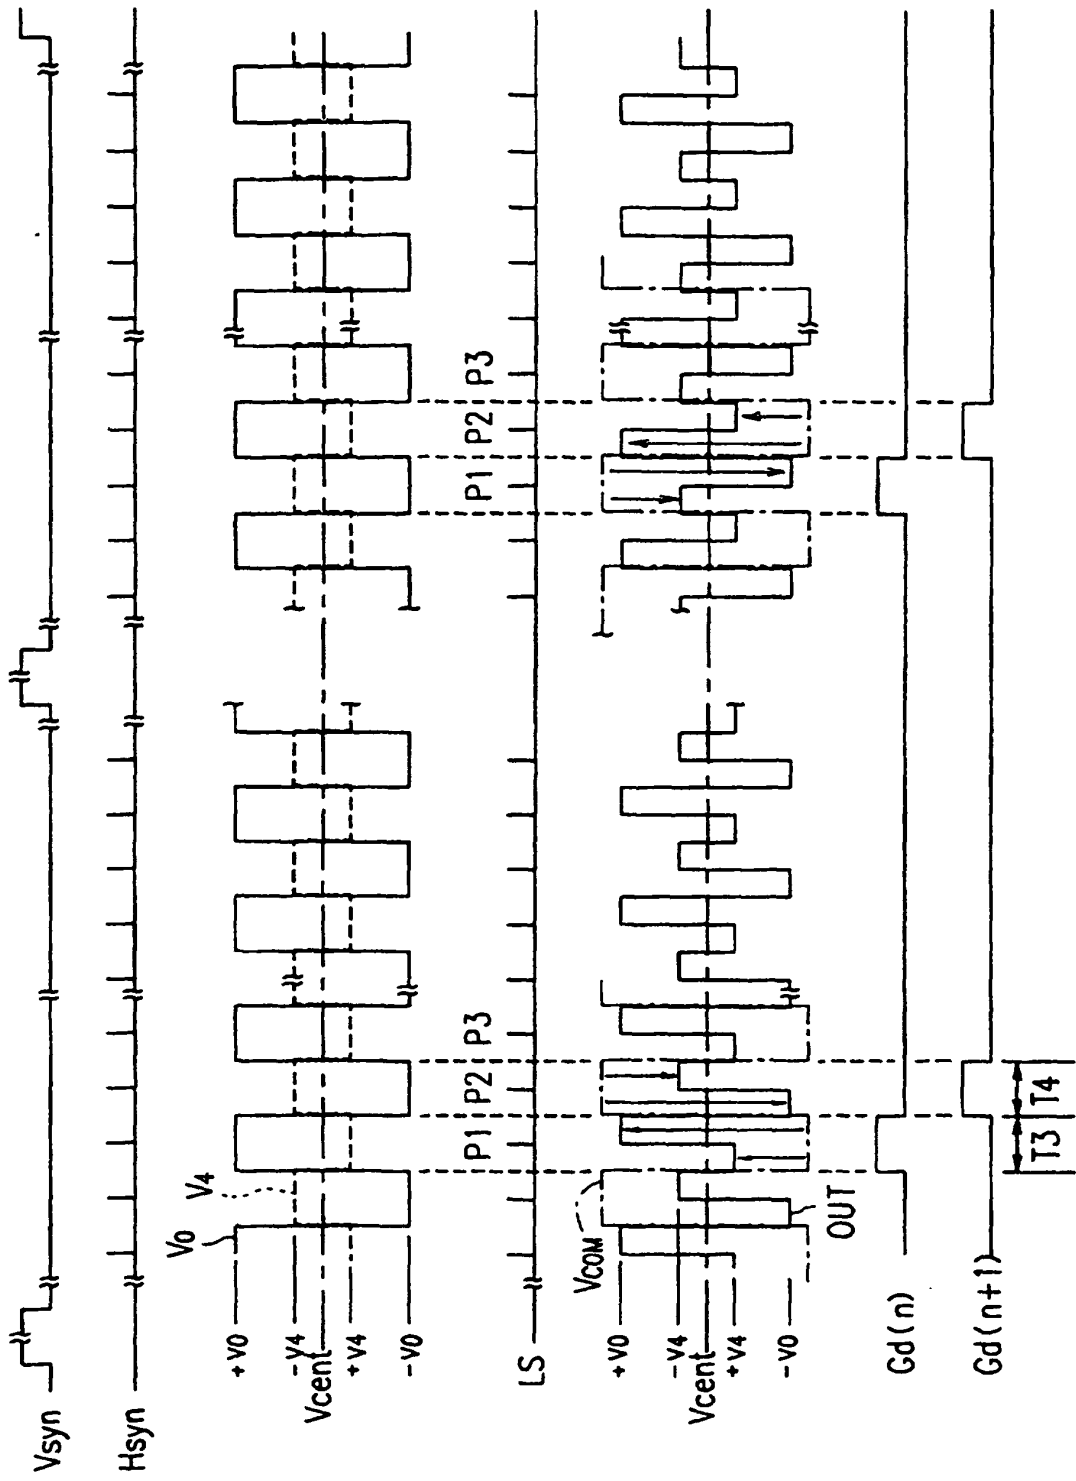 Vsyn
Hsyn
+V0
-V4
Vcent
+V4
-V0
V0
V4
LS
P1 P2 P3
P1 P2 P3
+V0
-V4
Vcent
+V4
-V0
VCOM
OUT
Gd(n)
Gd(n+1)
T3 T4